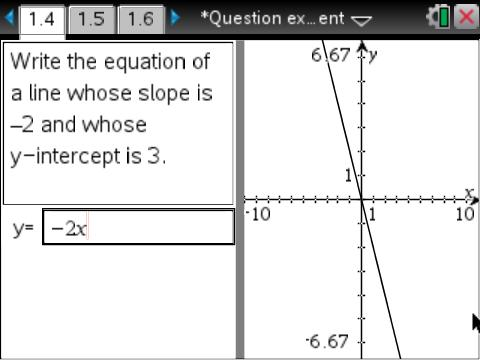 1.4 1.5 1.6 *Question ex...ent
Write the equation of
a line whose slope is
–2 and whose
y-intercept is 3.
y= −2x
6.67 y
1
x
-10 1 10
-6.67